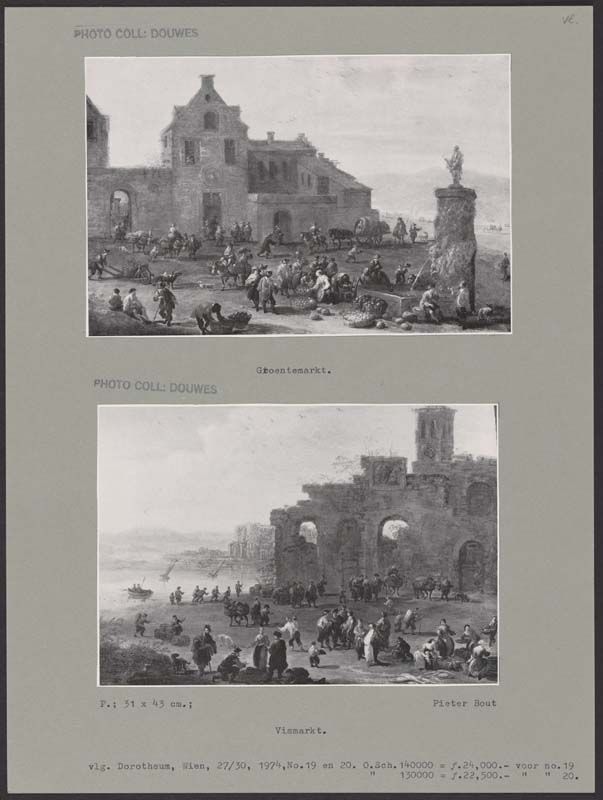 vL.
PHOTO COLL: DOUWES
Groentemarkt.
PHOTO COLL: DOUWES
P.; 31 x 43 cm.; Pieter Bout
Vismarkt.
vlg. Dorotheum, Wien, 27/30, 1974,No.19 en 20. O.Sch.140000 = ƒ.24,000.- voor no.19
" 130000 = ƒ.22,500.- " " 20.